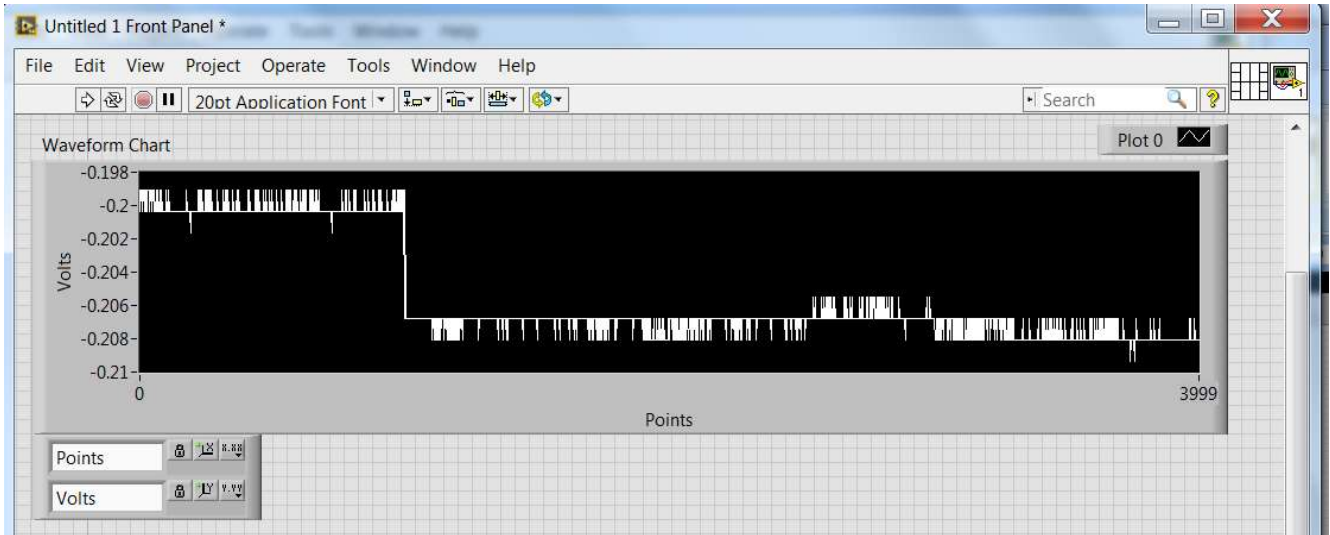 Untitled 1 Front Panel *
File Edit View Project Operate Tools Window Help
20pt Application Font
Search
1
Waveform Chart
Plot 0
-0.198
-0.2
-0.202
-0.204
-0.206
-0.208
-0.21
Volts
0
3999
Points
Points
Volts